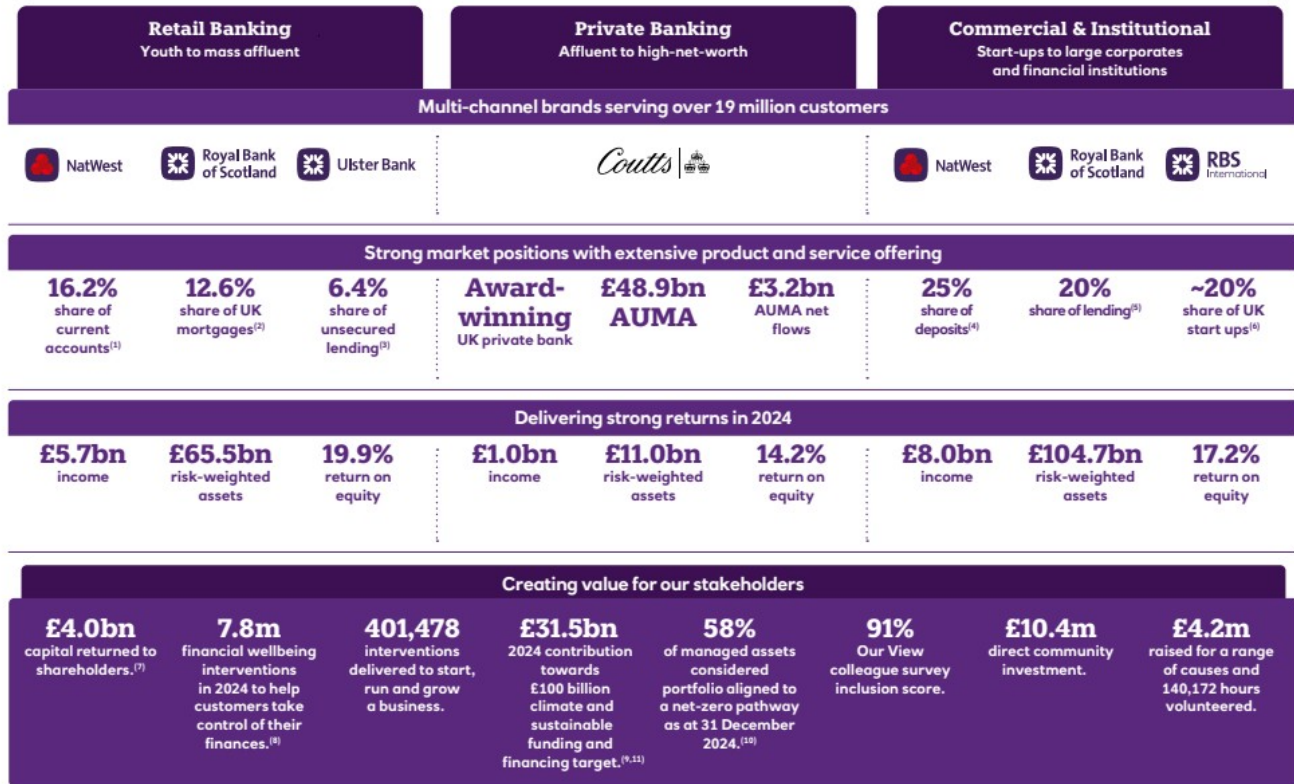 Retail Banking
Youth to mass affluent
Private Banking
Affluent to high-net-worth
Commercial & Institutional
Start-ups to large corporates
and financial institutions
Multi-channel brands serving over 19 million customers
NatWest
Royal Bank
of Scotland
Ulster Bank
Coutts
NatWest
Royal Bank
of Scotland
RBS
International
Strong market positions with extensive product and service offering
16.2%
share of
current
accounts(1)
12.6%
share of UK
mortgages(2)
6.4%
share of
unsecured
lending(3)
Award-
winning
UK private bank
£48.9bn
AUMA
£3.2bn
AUMA net
flows
25%
share of
deposits(4)
20%
share of lending(5)
~20%
share of UK
start ups(6)
Delivering strong returns in 2024
£5.7bn
income
£65.5bn
risk-weighted
assets
19.9%
return on
equity
£1.0bn
income
£11.0bn
risk-weighted
assets
14.2%
return on
equity
£8.0bn
income
£104.7bn
risk-weighted
assets
17.2%
return on
equity
Creating value for our stakeholders
£4.0bn
capital returned to
shareholders.(7)
7.8m
financial wellbeing
interventions
in 2024 to help
customers take
control of their
finances.(8)
401,478
interventions
delivered to start,
run and grow
a business.
£31.5bn
2024 contribution
towards
£100 billion
climate and
sustainable
funding and
financing target.(9,11)
58%
of managed assets
considered
portfolio aligned to
a net-zero pathway
as at 31 December
2024.(10)
91%
Our View
colleague survey
inclusion score.
£10.4m
direct community
investment.
£4.2m
raised for a range
of causes and
140,172 hours
volunteered.